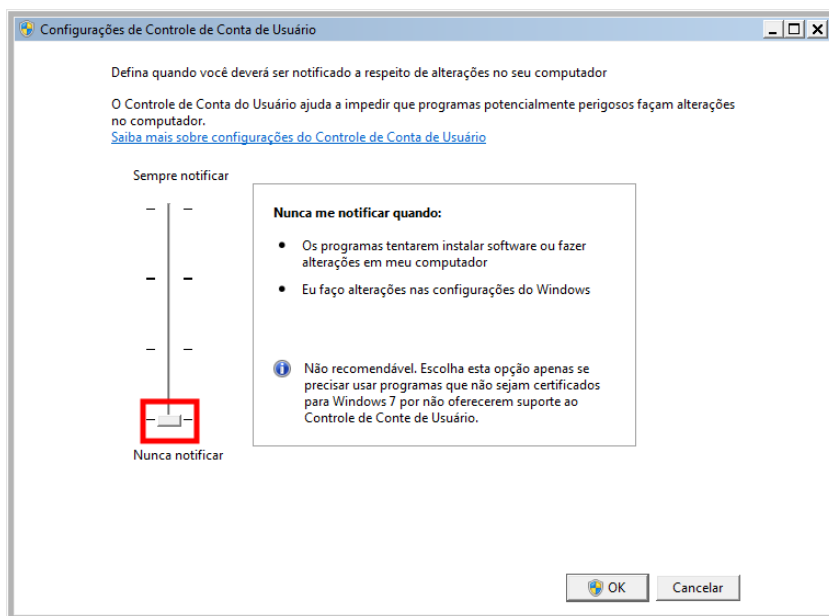 Configurações de Controle de Conta de Usuário
Defina quando você deverá ser notificado a respeito de alterações no seu computador
O Controle de Conta do Usuário ajuda a impedir que programas potencialmente perigosos façam alterações
no computador.
Saiba mais sobre configurações do Controle de Conta de Usuário
Sempre notificar
Nunca me notificar quando:
Os programas tentarem instalar software ou fazer
alterações em meu computador
Eu faço alterações nas configurações do Windows
Não recomendável. Escolha esta opção apenas se
precisar usar programas que não sejam certificados
para Windows 7 por não oferecerem suporte ao
Controle de Conte de Usuário.
Nunca notificar
OK
Cancelar